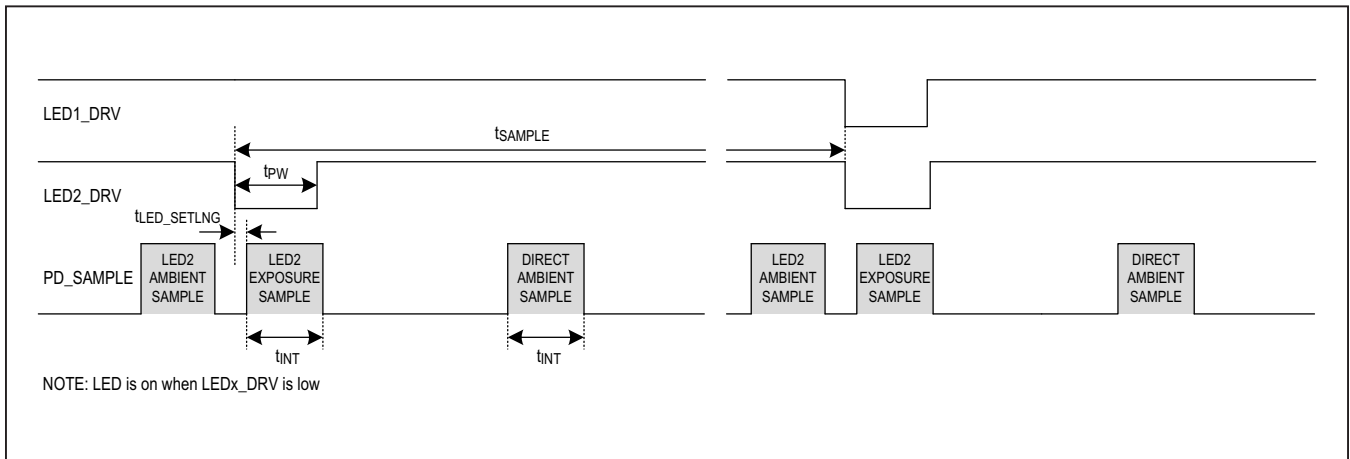 LED1_DRV
tSAMPLE
tPW
LED2_DRV
tLED_SETLNG
PD_SAMPLE
LED2
AMBIENT
SAMPLE
LED2
EXPOSURE
SAMPLE
DIRECT
AMBIENT
SAMPLE
LED2
AMBIENT
SAMPLE
LED2
EXPOSURE
SAMPLE
DIRECT
AMBIENT
SAMPLE
tINT
tINT
NOTE: LED is on when LEDx_DRV is low